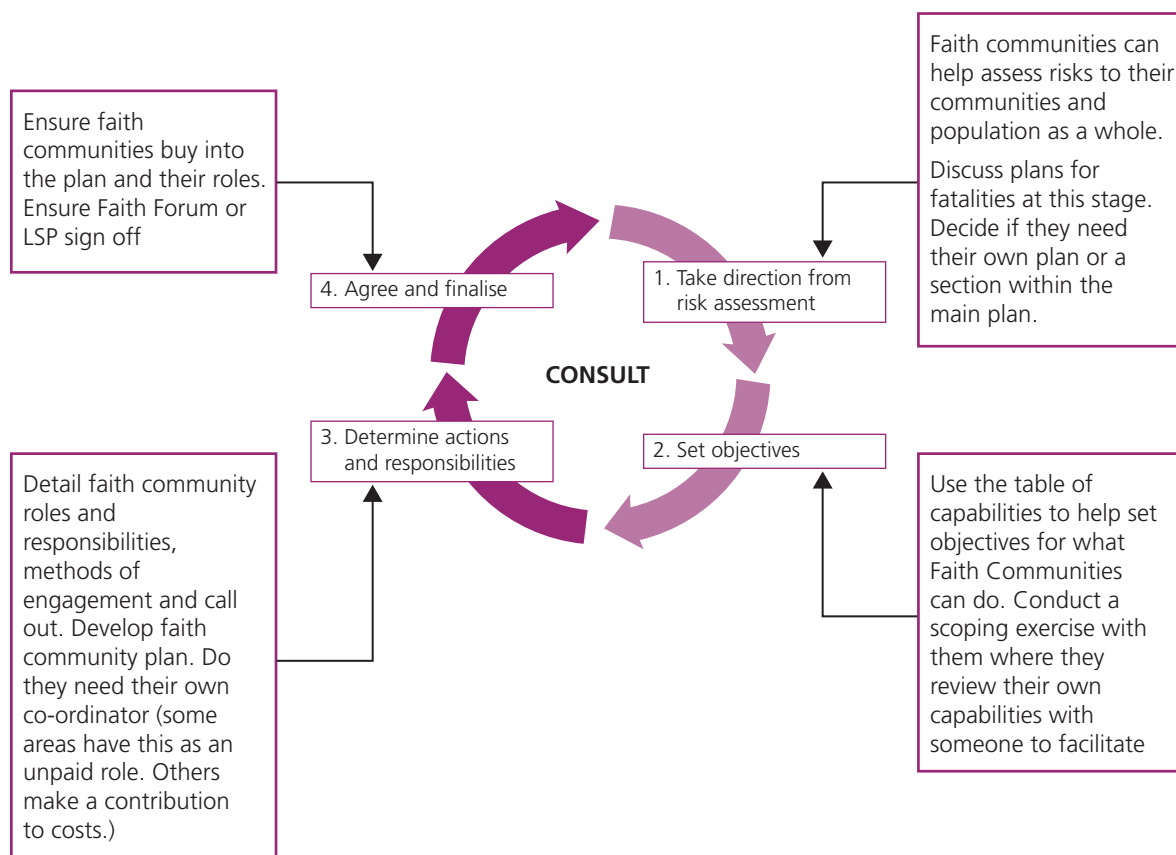 Faith communities can
help assess risks to their
communities and
population as a whole.
Discuss plans for
fatalities at this stage.
Decide if they need
their own plan or a
section within the
main plan.
Ensure faith
communities buy into
the plan and their roles.
Ensure Faith Forum or
LSP sign off
4. Agree and finalise
1. Take direction from
risk assessment
CONSULT
3. Determine actions
and responsibilities
2. Set objectives
Detail faith community
roles and
responsibilities,
methods of
engagement and call
out. Develop faith
community plan. Do
they need their own
co-ordinator (some
areas have this as an
unpaid role. Others
make a contribution
to costs.)
Use the table of
capabilities to help set
objectives for what
Faith Communities
can do. Conduct a
scoping exercise with
them where they
review their own
capabilities with
someone to facilitate